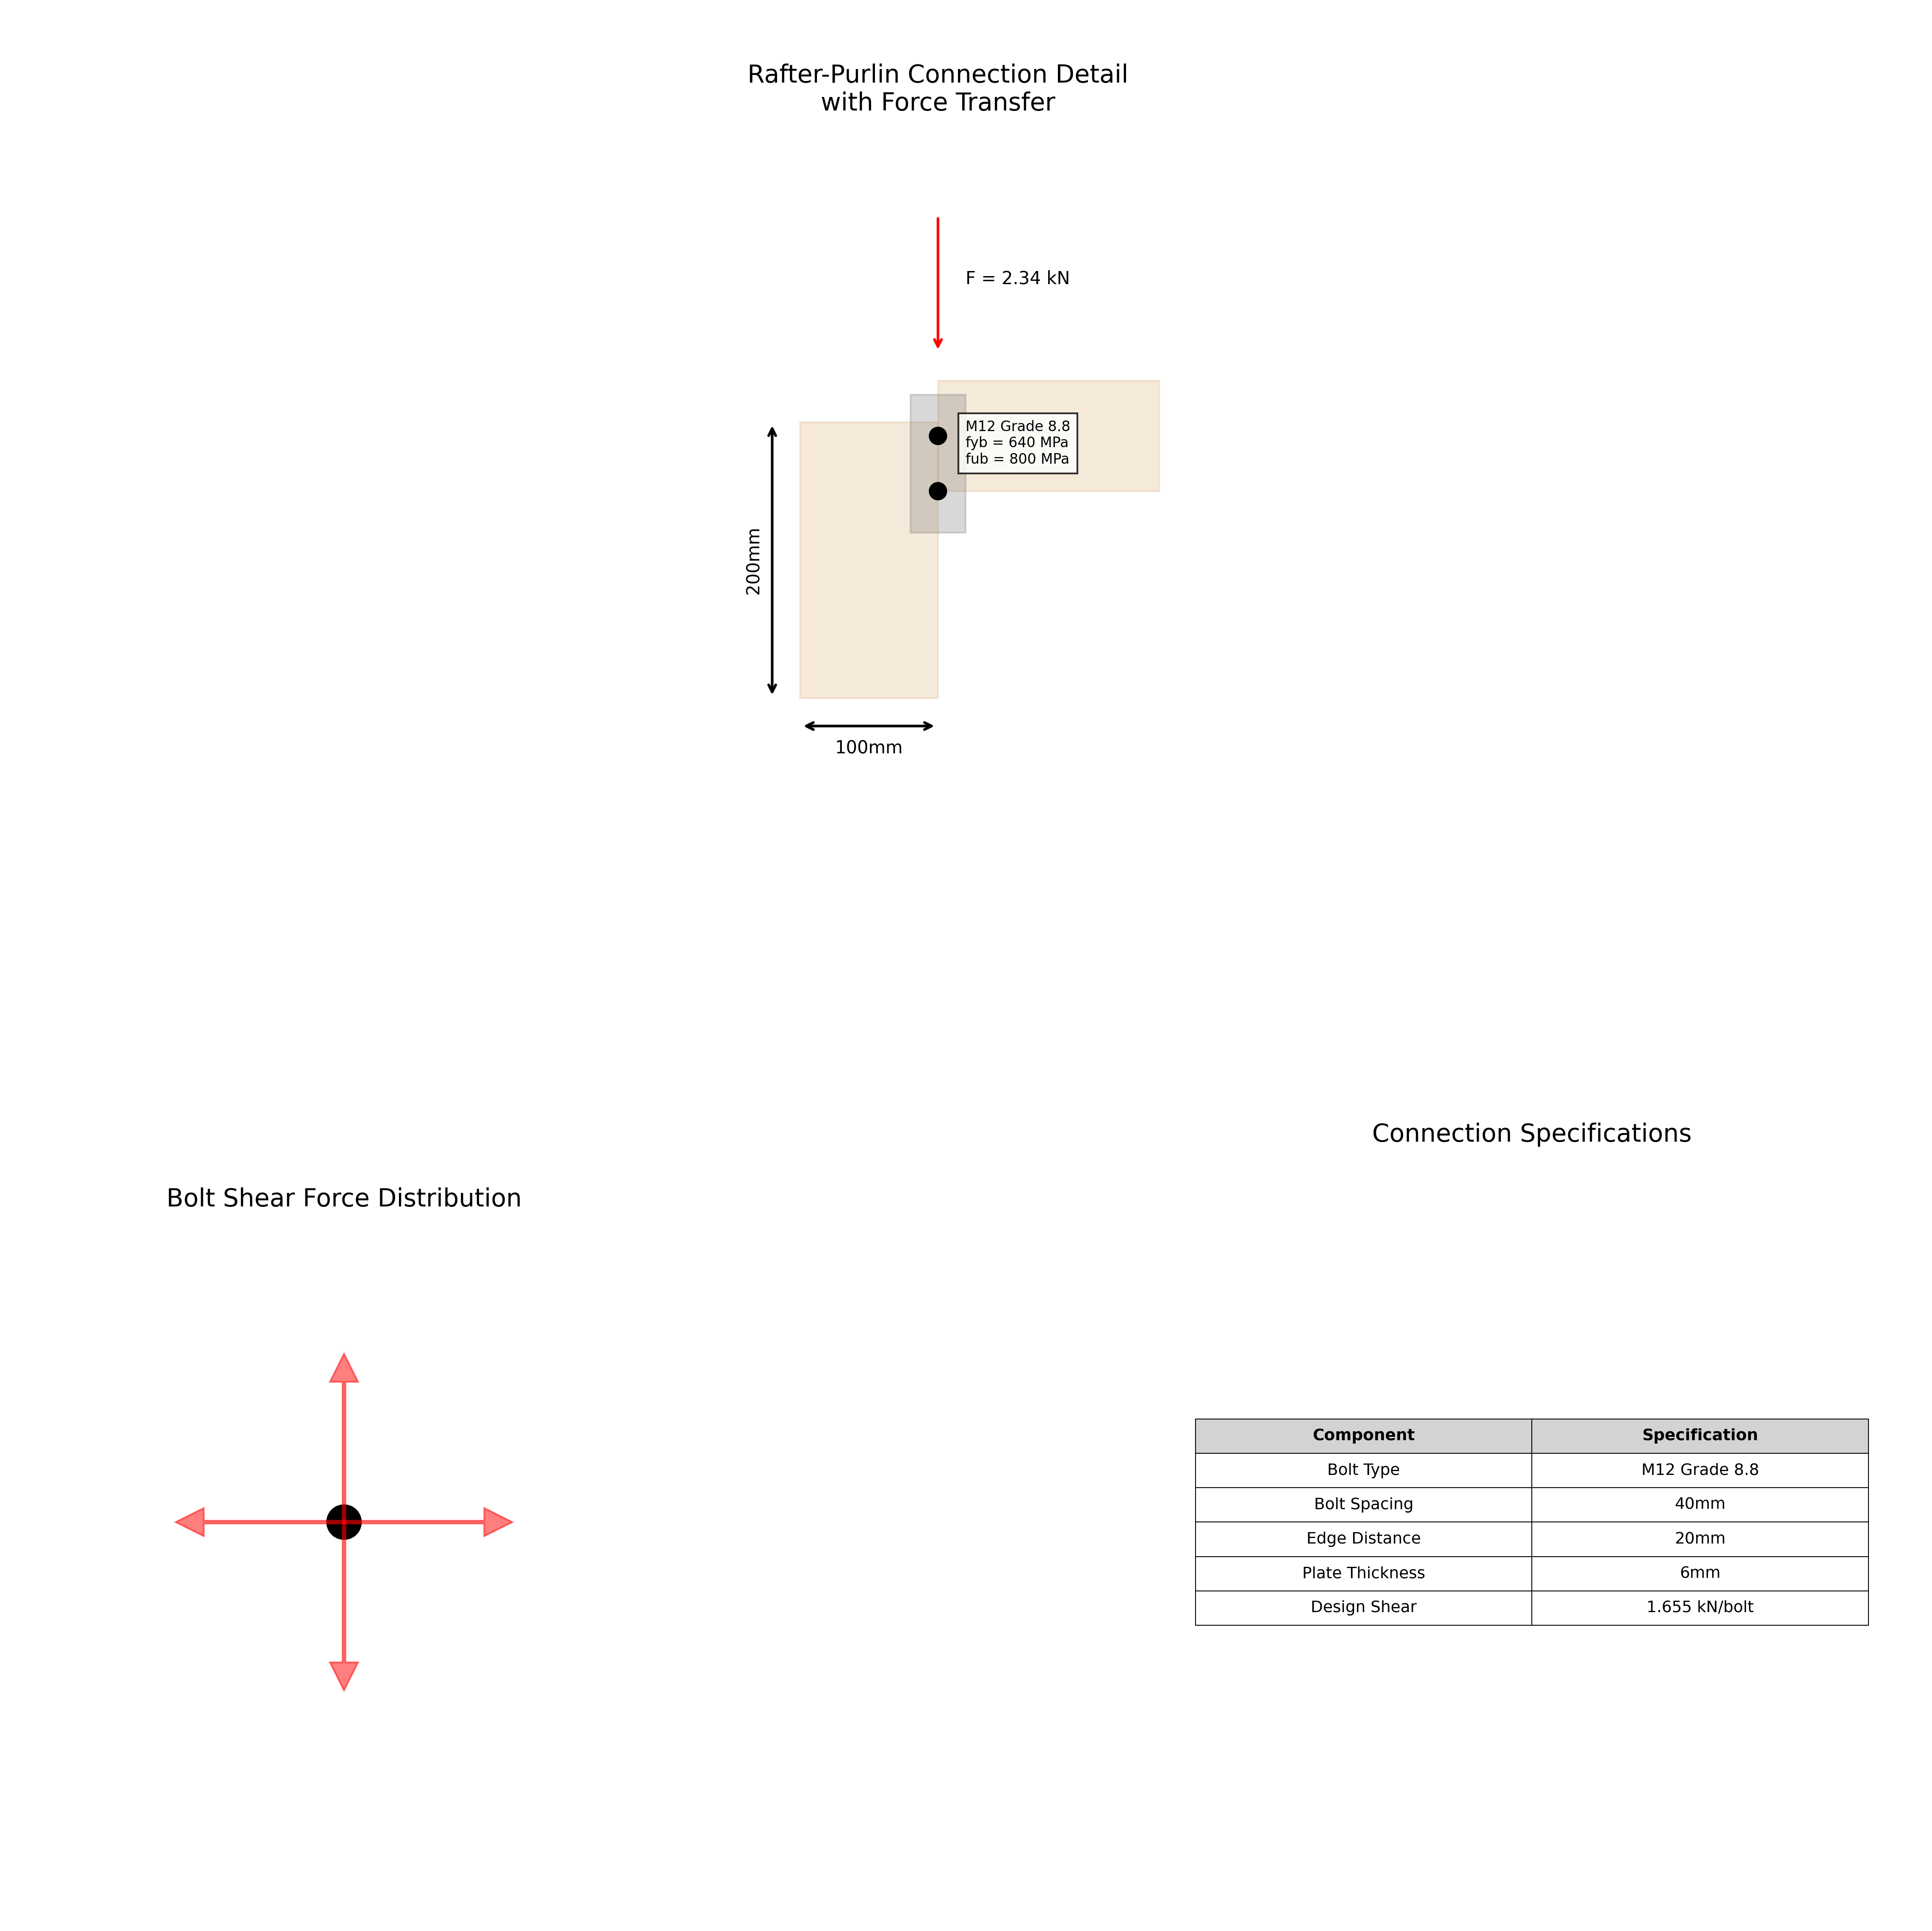 Rafter-Purlin Connection Detail
with Force Transfer
F = 2.34 kN
M12 Grade 8.8
fyb = 640 MPa
fub = 800 MPa
200mm
100mm
Bolt Shear Force Distribution
Connection Specifications
Component Specification
Bolt Type M12 Grade 8.8
Bolt Spacing 40mm
Edge Distance 20mm
Plate Thickness 6mm
Design Shear 1.655 kN/bolt